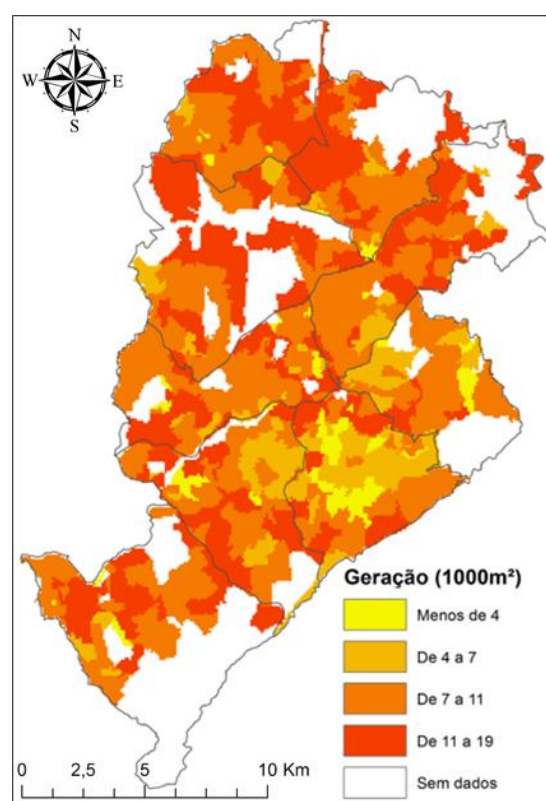 N
W E
S
Geração (1000m²)
Menos de 4
De 4 a 7
De 7 a 11
De 11 a 19
Sem dados
0 2,5 5 10 Km